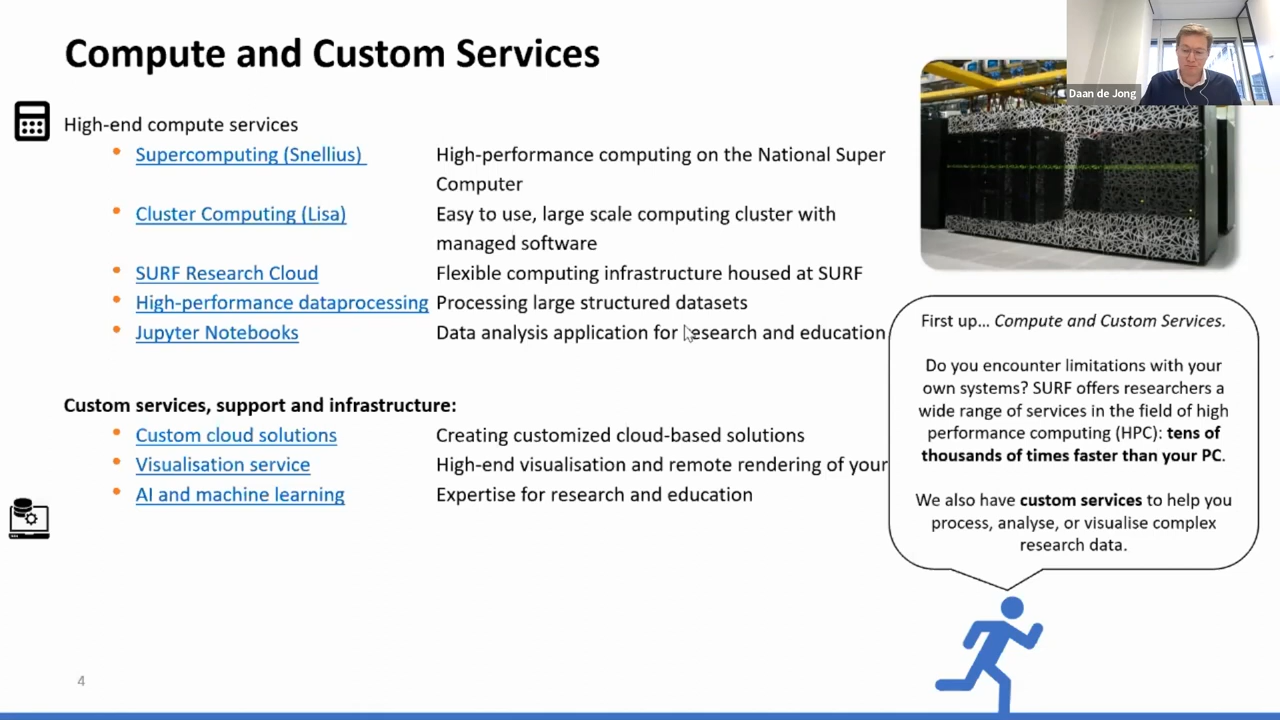 Compute and Custom Services
Daan de Jong
High-end compute services
Supercomputing (Snellius) High-performance computing on the National Super
Computer
Cluster Computing (Lisa) Easy to use, large scale computing cluster with
managed software
SURF Research Cloud Flexible computing infrastructure housed at SURF
High-performance dataprocessing Processing large structured datasets
Jupyter Notebooks Data analysis application for research and education
Custom services, support and infrastructure:
Custom cloud solutions Creating customized cloud-based solutions
Visualisation service High-end visualisation and remote rendering of your
AI and machine learning Expertise for research and education
First up... Compute and Custom Services.
Do you encounter limitations with your
own systems? SURF offers researchers a
wide range of services in the field of high
performance computing (HPC): tens of
thousands of times faster than your PC.
We also have custom services to help you
process, analyse, or visualise complex
research data.
4